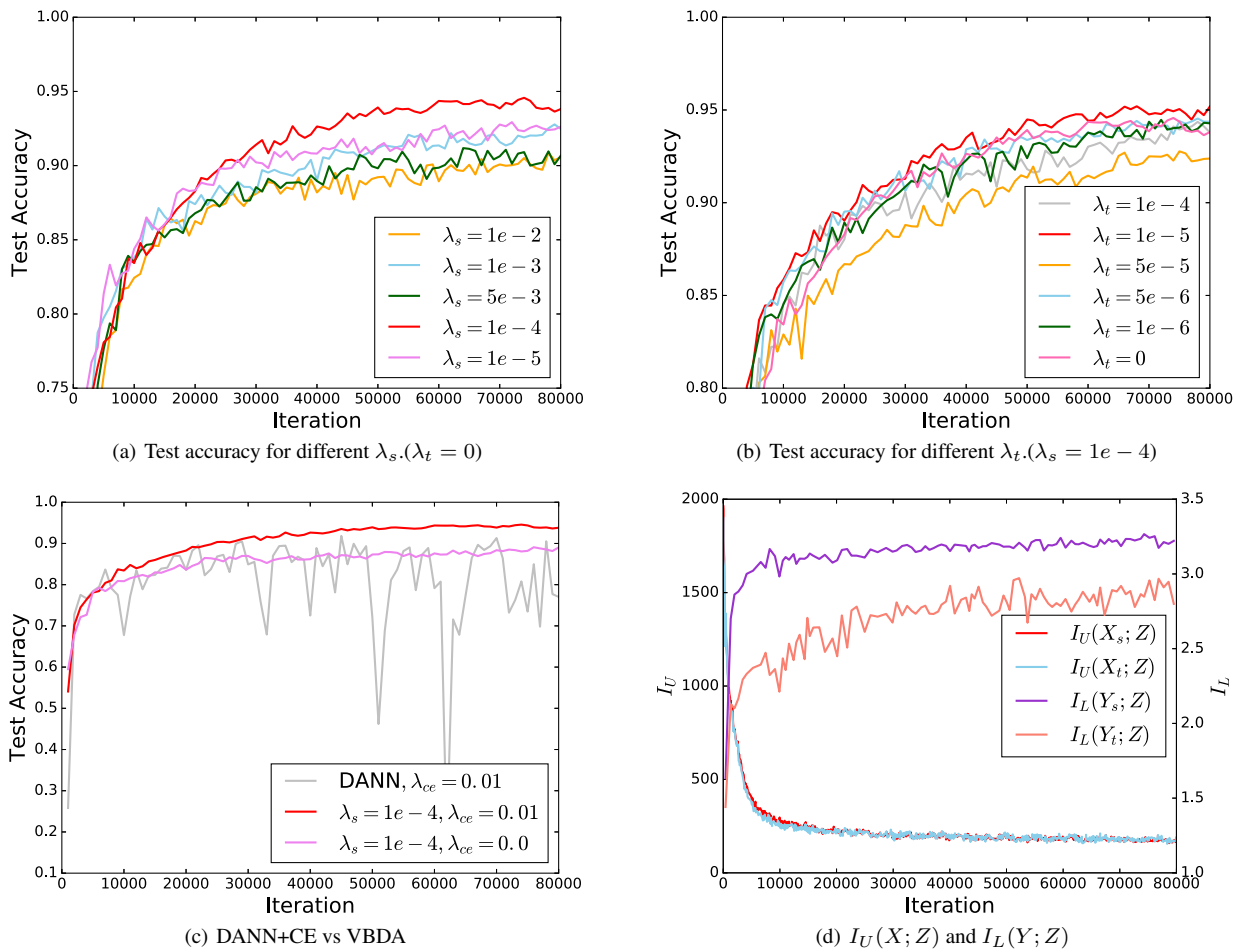 1.00
0.95
0.90
0.85
0.80
0.75
Test Accuracy
λs = 1e − 2
λs = 1e − 3
λs = 5e − 3
λs = 1e − 4
λs = 1e − 5
0 10000 20000 30000 40000 50000 60000 70000 80000
Iteration
(a) Test accuracy for different λs.(λt = 0)
1.00
0.95
0.90
0.85
0.80
Test Accuracy
λt = 1e − 4
λt = 1e − 5
λt = 5e − 5
λt = 5e − 6
λt = 1e − 6
λt = 0
0 10000 20000 30000 40000 50000 60000 70000 80000
Iteration
(b) Test accuracy for different λt.(λs = 1e − 4)
1.0
0.9
0.8
0.7
0.6
0.5
0.4
0.3
0.2
0.1
Test Accuracy
DANN, λce = 0.01
λs = 1e − 4, λce = 0.01
λs = 1e − 4, λce = 0.0
0 10000 20000 30000 40000 50000 60000 70000 80000
Iteration
(c) DANN+CE vs VBDA
2000
1500
1000
500
0
IU
IU(Xs; Z)
IU(Xt; Z)
IL(Ys; Z)
IL(Yt; Z)
3.5
3.0
2.5
2.0
1.5
1.0
IL
0 10000 20000 30000 40000 50000 60000 70000 80000
Iteration
(d) IU(X; Z) and IL(Y; Z)